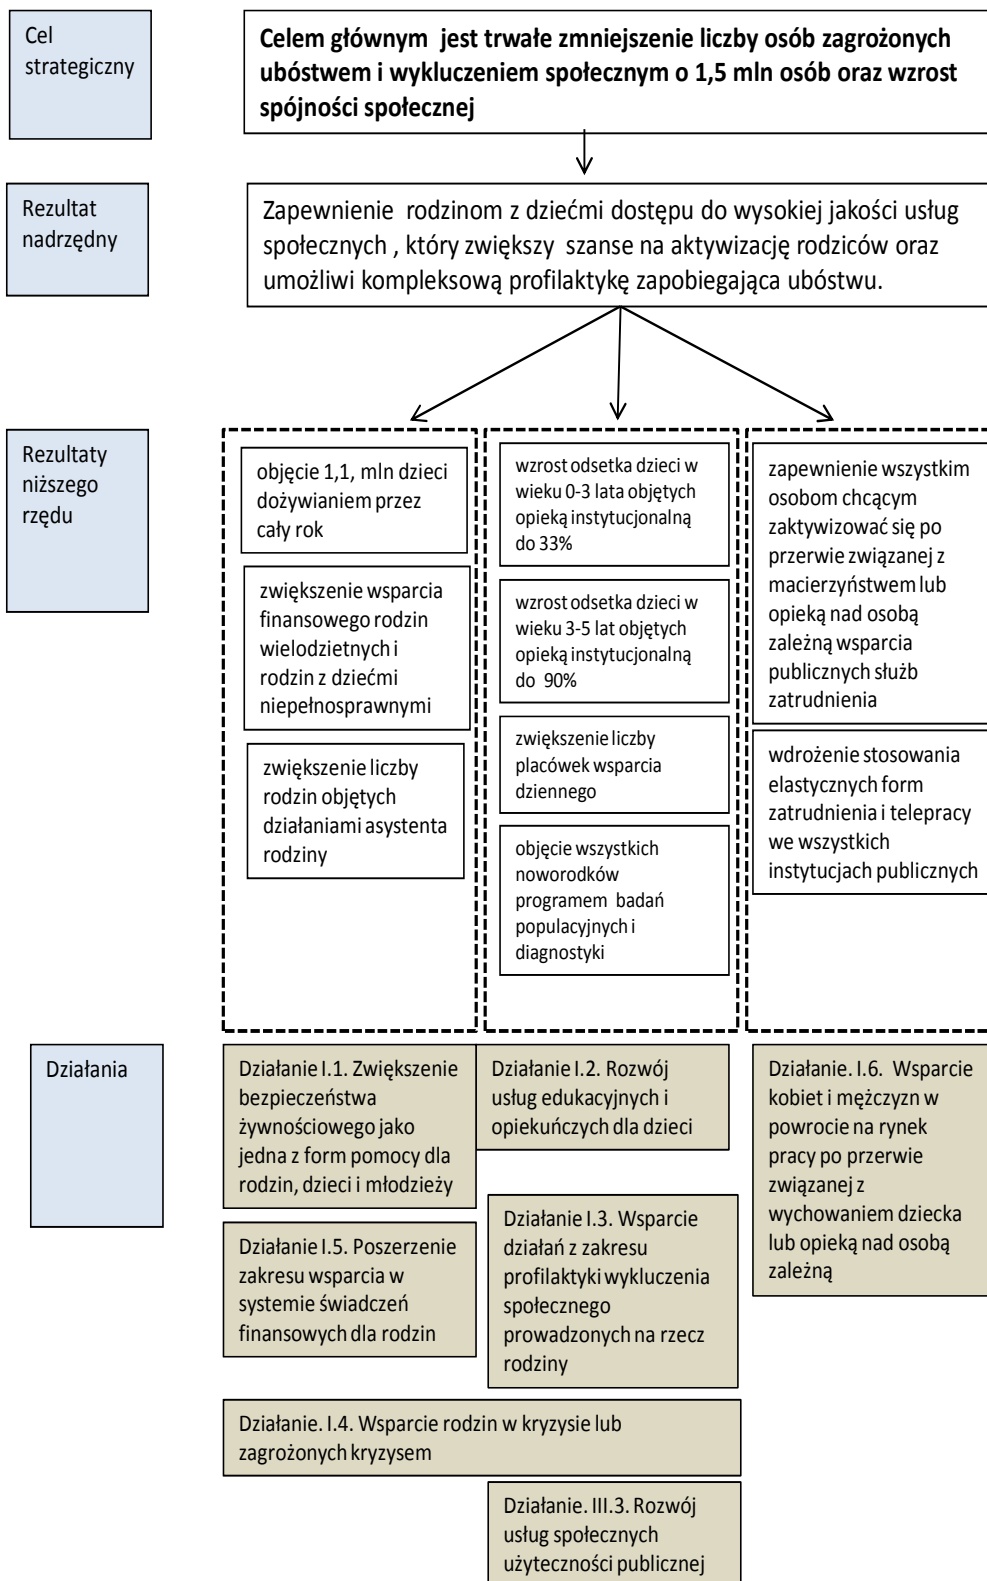 Cel
strategiczny
Celem głównym jest trwałe zmniejszenie liczby osób zagrożonych
ubóstwem i wykluczeniem społecznym o 1,5 mln osób oraz wzrost
spójności społecznej
Rezultat
nadrzędny
Zapewnienie rodzinom z dziećmi dostępu do wysokiej jakości usług
społecznych , który zwiększy szanse na aktywizację rodziców oraz
umożliwi kompleksową profilaktykę zapobiegająca ubóstwu.
Rezultaty
niższego
rzędu
objęcie 1,1, mln dzieci
dożywianiem przez
cały rok
zwiększenie wsparcia
finansowego rodzin
wielodzietnych i
rodzin z dziećmi
niepełnosprawnymi
zwiększenie liczby
rodzin objętych
działaniami asystenta
rodziny
wzrost odsetka dzieci w
wieku 0-3 lata objętych
opieką instytucjonalną
do 33%
wzrost odsetka dzieci w
wieku 3-5 lat objętych
opieką instytucjonalną
do 90%
zwiększenie liczby
placówek wsparcia
dziennego
objęcie wszystkich
noworodków
programem badań
populacyjnych i
diagnostyki
zapewnienie wszystkim
osobom chcącym
zaktywizować się po
przerwie związanej z
macierzyństwem lub
opieką nad osobą
zależną wsparcia
publicznych służb
zatrudnienia
wdrożenie stosowania
elastycznych form
zatrudnienia i telepracy
we wszystkich
instytucjach publicznych
Działania
Działanie I.1. Zwiększenie
bezpieczeństwa
żywnościowego jako
jedna z form pomocy dla
rodzin, dzieci i młodzieży
Działanie I.2. Rozwój
usług edukacyjnych i
opiekuńczych dla dzieci
Działanie. I.6. Wsparcie
kobiet i mężczyzn w
powrocie na rynek
pracy po przerwie
związanej z
wychowaniem dziecka
lub opieką nad osobą
zależną
Działanie I.5. Poszerzenie
zakresu wsparcia w
systemie świadczeń
finansowych dla rodzin
Działanie I.3. Wsparcie
działań z zakresu
profilaktyki wykluczenia
społecznego
prowadzonych na rzecz
rodziny
Działanie. I.4. Wsparcie rodzin w kryzysie lub
zagrożonych kryzysem
Działanie. III.3. Rozwój
usług społecznych
użyteczności publicznej